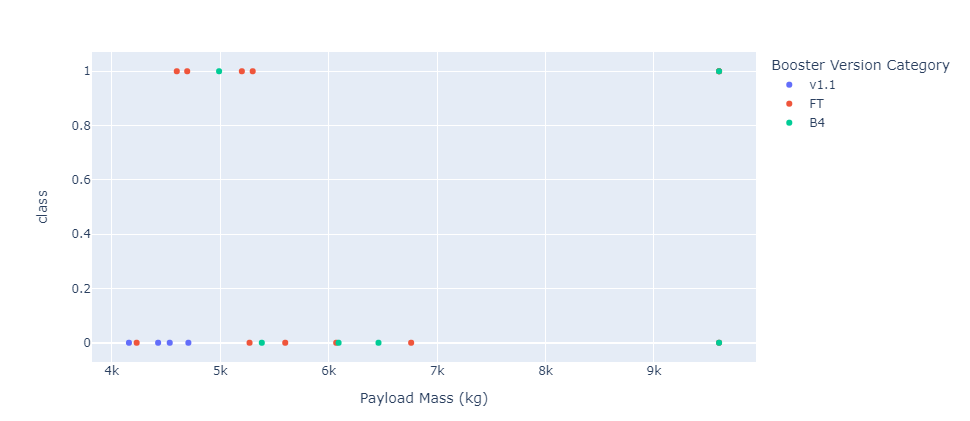 Booster Version Category
v1.1
FT
B4
1
0.8
0.6
0.4
0.2
0
class
4k
5k
6k
7k
8k
9k
Payload Mass (kg)